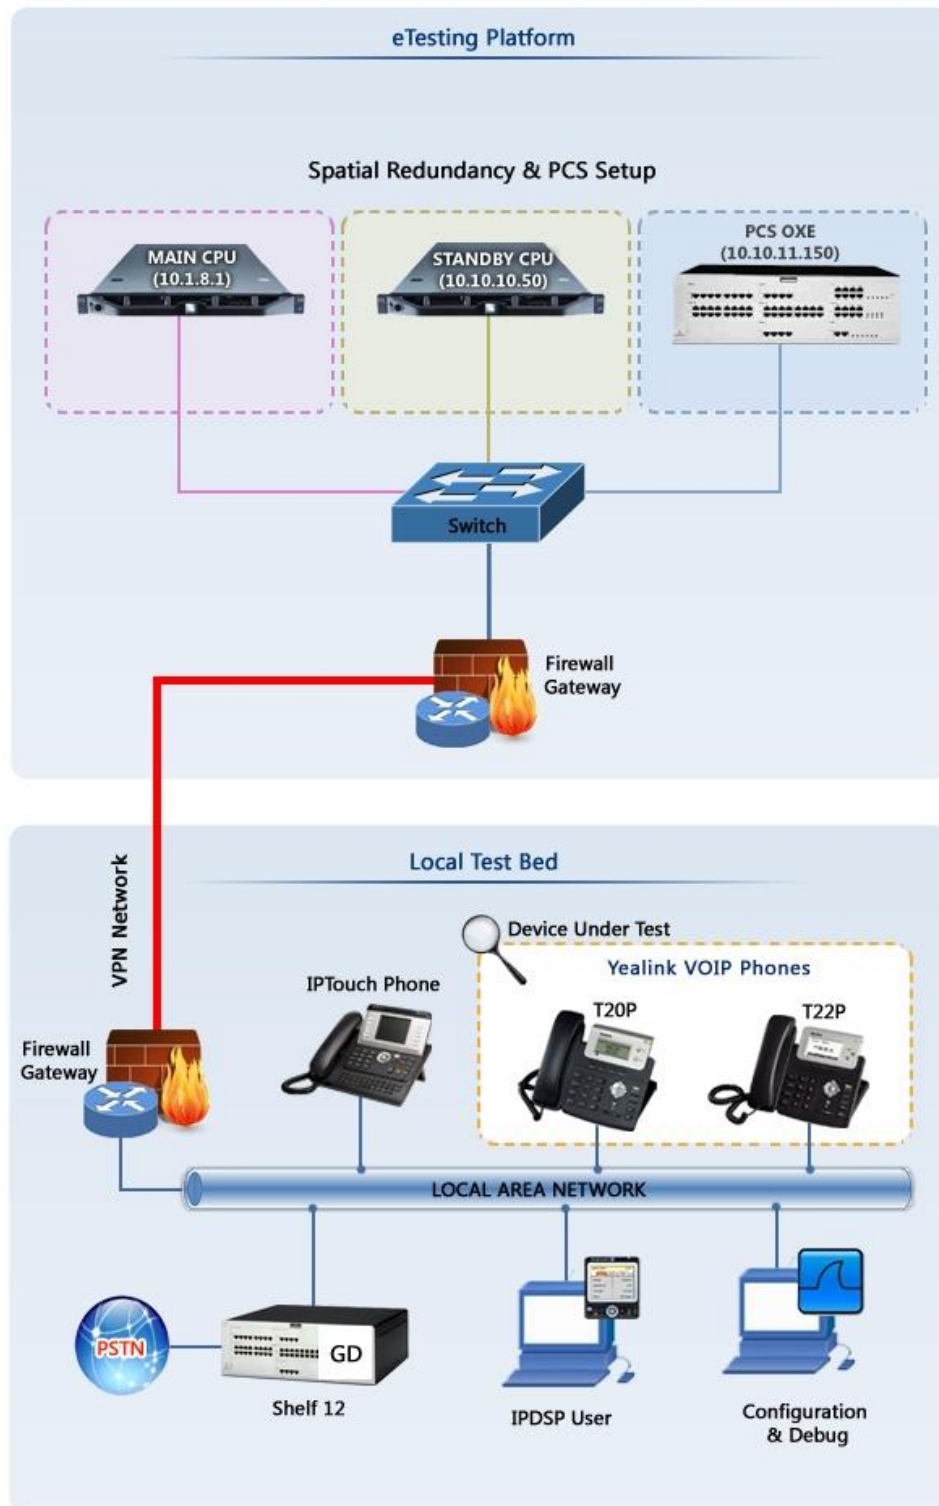 eTesting Platform
Spatial Redundancy & PCS Setup
MAIN CPU
(10.1.8.1)
STANDBY CPU
(10.10.10.50)
PCS OXE
(10.10.11.150)
Switch
Firewall
Gateway
VPN Network
Local Test Bed
Device Under Test
Yealink VOIP Phones
IPTouch Phone
T20P
T22P
Firewall
Gateway
LOCAL AREA NETWORK
PSTN
GD
Shelf 12
IPDSP User
Configuration
& Debug